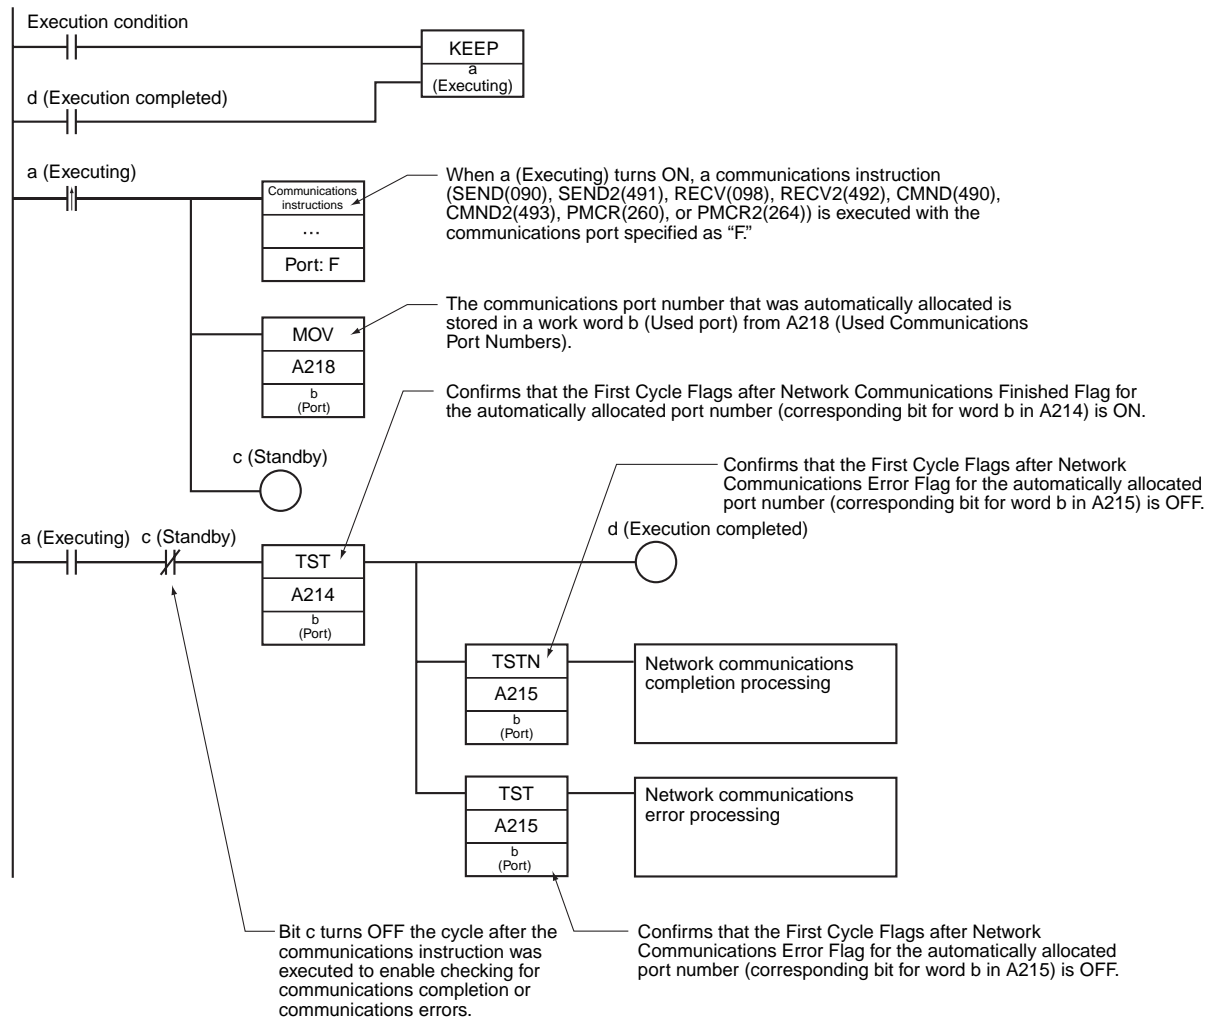 Execution condition
KEEP
a
(Executing)
d (Execution completed)
a (Executing)
Communications
instructions
...
Port: F
When a (Executing) turns ON, a communications instruction
(SEND(090), SEND2(491), RECV(098), RECV2(492), CMND(490),
CMND2(493), PMCR(260), or PMCR2(264)) is executed with the
communications port specified as “F.”
MOV
A218
b
(Port)
The communications port number that was automatically allocated is
stored in a work word b (Used port) from A218 (Used Communications
Port Numbers).
Confirms that the First Cycle Flags after Network Communications Finished Flag for
the automatically allocated port number (corresponding bit for word b in A214) is ON.
c (Standby)
Confirms that the First Cycle Flags after Network
Communications Error Flag for the automatically allocated
port number (corresponding bit for word b in A215) is OFF.
a (Executing)
c (Standby)
TST
A214
b
(Port)
d (Execution completed)
TSTN
A215
b
(Port)
Network communications
completion processing
TST
A215
b
(Port)
Network communications
error processing
Bit c turns OFF the cycle after the
communications instruction was
executed to enable checking for
communications completion or
communications errors.
Confirms that the First Cycle Flags after Network
Communications Error Flag for the automatically allocated
port number (corresponding bit for word b in A215) is OFF.